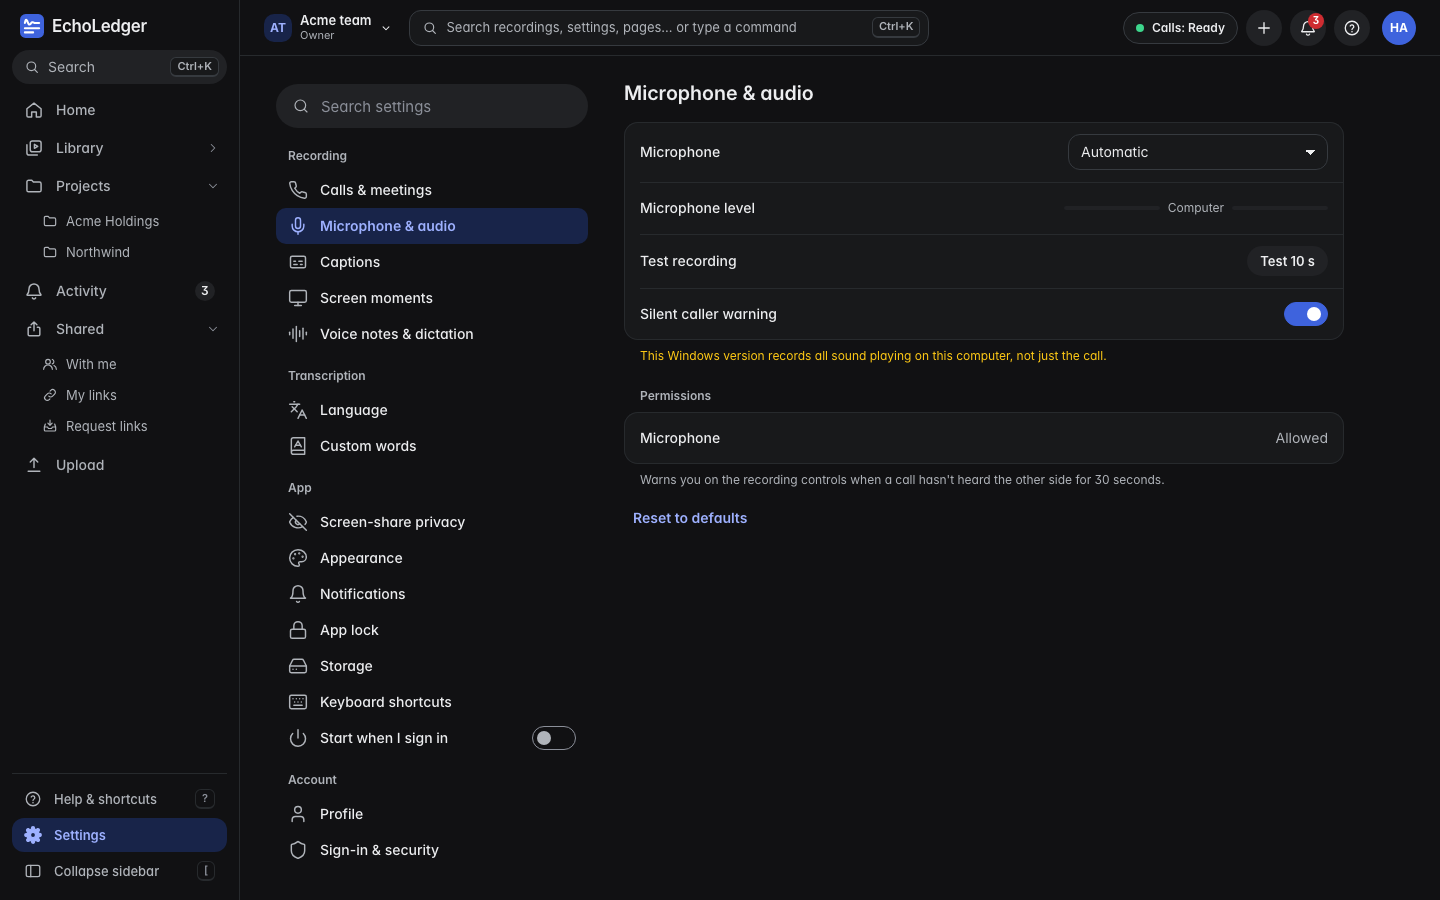 EchoLedger
Search
Ctrl+K
Home
Library
Projects
Acme Holdings
Northwind
Activity
3
Shared
With me
My links
Request links
Upload
Help & shortcuts
?
Settings
Collapse sidebar
[
AT
Acme team
Owner
Search recordings, settings, pages... or type a command
Ctrl+K
Calls: Ready
3
HA
Search settings
Recording
Calls & meetings
Microphone & audio
Captions
Screen moments
Voice notes & dictation
Transcription
Language
Custom words
App
Screen-share privacy
Appearance
Notifications
App lock
Storage
Keyboard shortcuts
Start when I sign in
Account
Profile
Sign-in & security
Microphone & audio
Microphone
Automatic
Microphone level
Computer
Test recording
Test 10 s
Silent caller warning
This Windows version records all sound playing on this computer, not just the call.
Permissions
Microphone
Allowed
Warns you on the recording controls when a call hasn't heard the other side for 30 seconds.
Reset to defaults